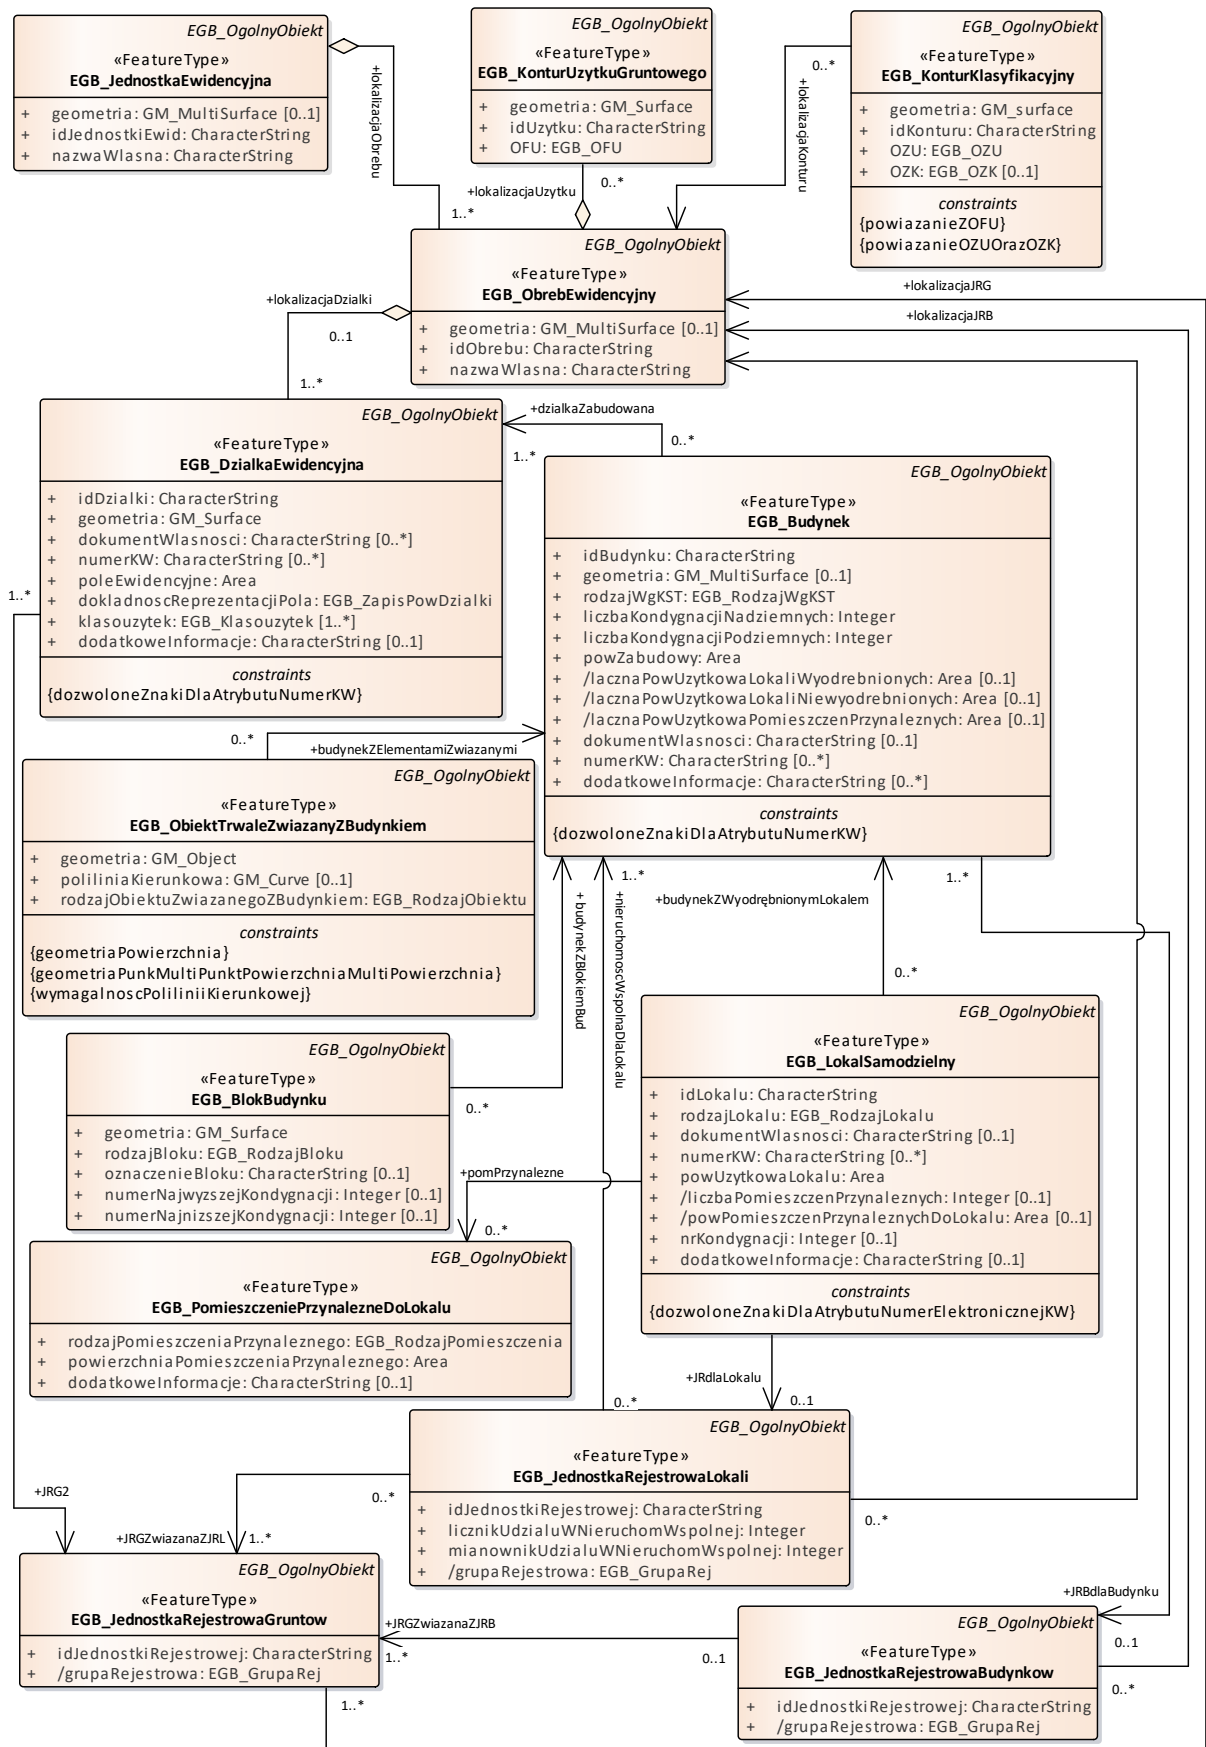 EGB_OgolnyObiekt
«FeatureType»
EGB_JednostkaEwidencyjna
+ geometria: GM_MultiSurface [0..1]
+ idJednostkiEwid: CharacterString
+ nazwaWlasna: CharacterString
+lokalizacjaObrebu
1..*
EGB_OgolnyObiekt
«FeatureType»
EGB_KonturUzytkuGruntowego
+ geometria: GM_Surface
+ idUzytku: CharacterString
+ OFU: EGB_OFU
+lokalizacjaUzytku
0..*
EGB_OgolnyObiekt
«FeatureType»
EGB_KonturKlasyfikacyjny
+ geometria: GM_surface
+ idKonturu: CharacterString
+ OZU: EGB_OZU
+ OZK: EGB_OZK [0..1]
constraints
{powiazanieZOFU}
{powiazanieOZUOrazOZK}
0..*
+lokalizacjaKonturu
EGB_OgolnyObiekt
«FeatureType»
EGB_ObrebEwidencyjny
+ geometria: GM_MultiSurface [0..1]
+ idObrebu: CharacterString
+ nazwaWlasna: CharacterString
+lokalizacjaJRG
+lokalizacjaJRB
+lokalizacjaDzialki
0..1
1..*
EGB_OgolnyObiekt
«FeatureType»
EGB_DzialkaEwidencyjna
+ idDzialki: CharacterString
+ geometria: GM_Surface
+ dokumentWlasnosci: CharacterString [0..*]
+ numerKW: CharacterString [0..*]
+ poleEwidencyjne: Area
+ dokladnoscReprezentacjiPola: EGB_ZapisPowDzialki
+ klasouzytek: EGB_Klasouzytek [1..*]
+ dodatkoweInformacje: CharacterString [0..1]
constraints
{dozwoloneZnakiDlaAtrybutuNumerKW}
1..*
+dzialkaZabudowana
0..*
1..*
EGB_OgolnyObiekt
«FeatureType»
EGB_Budynek
+ idBudynku: CharacterString
+ geometria: GM_MultiSurface [0..1]
+ rodzajWgKST: EGB_RodzajWgKST
+ liczbaKondygnacjiNadziemnych: Integer
+ liczbaKondygnacjiPodziemnych: Integer
+ powZabudowy: Area
+ /lacznaPowUzytkowaLokaliWyodrebnionych: Area [0..1]
+ /lacznaPowUzytkowaLokaliNiewyodrebnionych: Area [0..1]
+ /lacznaPowUzytkowaPomieszczenPrzynaleznych: Area [0..1]
+ dokumentWlasnosci: CharacterString [0..1]
+ numerKW: CharacterString [0..*]
+ dodatkoweInformacje: CharacterString [0..*]
constraints
{dozwoloneZnakiDlaAtrybutuNumerKW}
0..*
+budynekZElementamiZwiazanymi
EGB_OgolnyObiekt
«FeatureType»
EGB_ObiektTrwaleZwiazanyZBudynkiem
+ geometria: GM_Object
+ poliliniaKierunkowa: GM_Curve [0..1]
+ rodzajObiektuZwiazanegoZBudynkiem: EGB_RodzajObiektu
constraints
{geometriaPowierzchnia}
{geometriaPunkMultiPunktPowierzchniaMultiPowierzchnia}
{wymagalnoscPoliliniiKierunkowej}
+ budynekZBlokiemBud
1..*
+nieruchomoscWspolnaDlaLokalu
+budynekZWyodrębnionymLokalem
1..*
0..*
EGB_OgolnyObiekt
«FeatureType»
EGB_BlokBudynku
+ geometria: GM_Surface
+ rodzajBloku: EGB_RodzajBloku
+ oznaczenieBloku: CharacterString [0..1]
+ numerNajwyzszejKondygnacji: Integer [0..1]
+ numerNajnizszejKondygnacji: Integer [0..1]
0..*
EGB_OgolnyObiekt
«FeatureType»
EGB_LokalSamodzielny
+ idLokalu: CharacterString
+ rodzajLokalu: EGB_RodzajLokalu
+ dokumentWlasnosci: CharacterString [0..1]
+ numerKW: CharacterString [0..*]
+ powUzytkowaLokalu: Area
+ /liczbaPomieszczenPrzynaleznych: Integer [0..1]
+ /powPomieszczenPrzynaleznychDoLokalu: Area [0..1]
+ nrKondygnacji: Integer [0..1]
+ dodatkoweInformacje: CharacterString [0..1]
constraints
{dozwoloneZnakiDlaAtrybutuNumerElektronicznejKW}
+pomPrzynalezne
0..*
EGB_OgolnyObiekt
«FeatureType»
EGB_PomieszczeniePrzynalezneDoLokalu
+ rodzajPomieszczeniaPrzynaleznego: EGB_RodzajPomieszczenia
+ powierzchniaPomieszczeniaPrzynaleznego: Area
+ dodatkoweInformacje: CharacterString [0..1]
+JRdlaLokalu
0..1
0..*
EGB_OgolnyObiekt
«FeatureType»
EGB_JednostkaRejestrowaLokali
+ idJednostkiRejestrowej: CharacterString
+ licznikUdzialuWNieruchomWspolnej: Integer
+ mianownikUdzialuWNieruchomWspolnej: Integer
+ /grupaRejestrowa: EGB_GrupaRej
0..*
0..*
+JRG2
+JRGZwiazanaZJRL
1..*
EGB_OgolnyObiekt
«FeatureType»
EGB_JednostkaRejestrowaGruntow
+ idJednostkiRejestrowej: CharacterString
+ /grupaRejestrowa: EGB_GrupaRej
1..*
+JRGZwiazanaZJRB
1..*
0..1
+JRBdlaBudynku
0..1
EGB_OgolnyObiekt
«FeatureType»
EGB_JednostkaRejestrowaBudynkow
+ idJednostkiRejestrowej: CharacterString
+ /grupaRejestrowa: EGB_GrupaRej
0..*